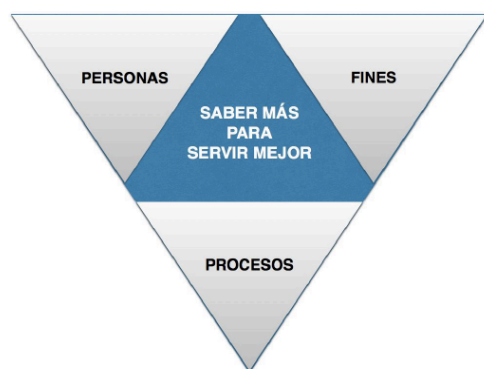 PERSONAS
FINES
SABER MÁS
PARA
SERVIR MEJOR
PROCESOS